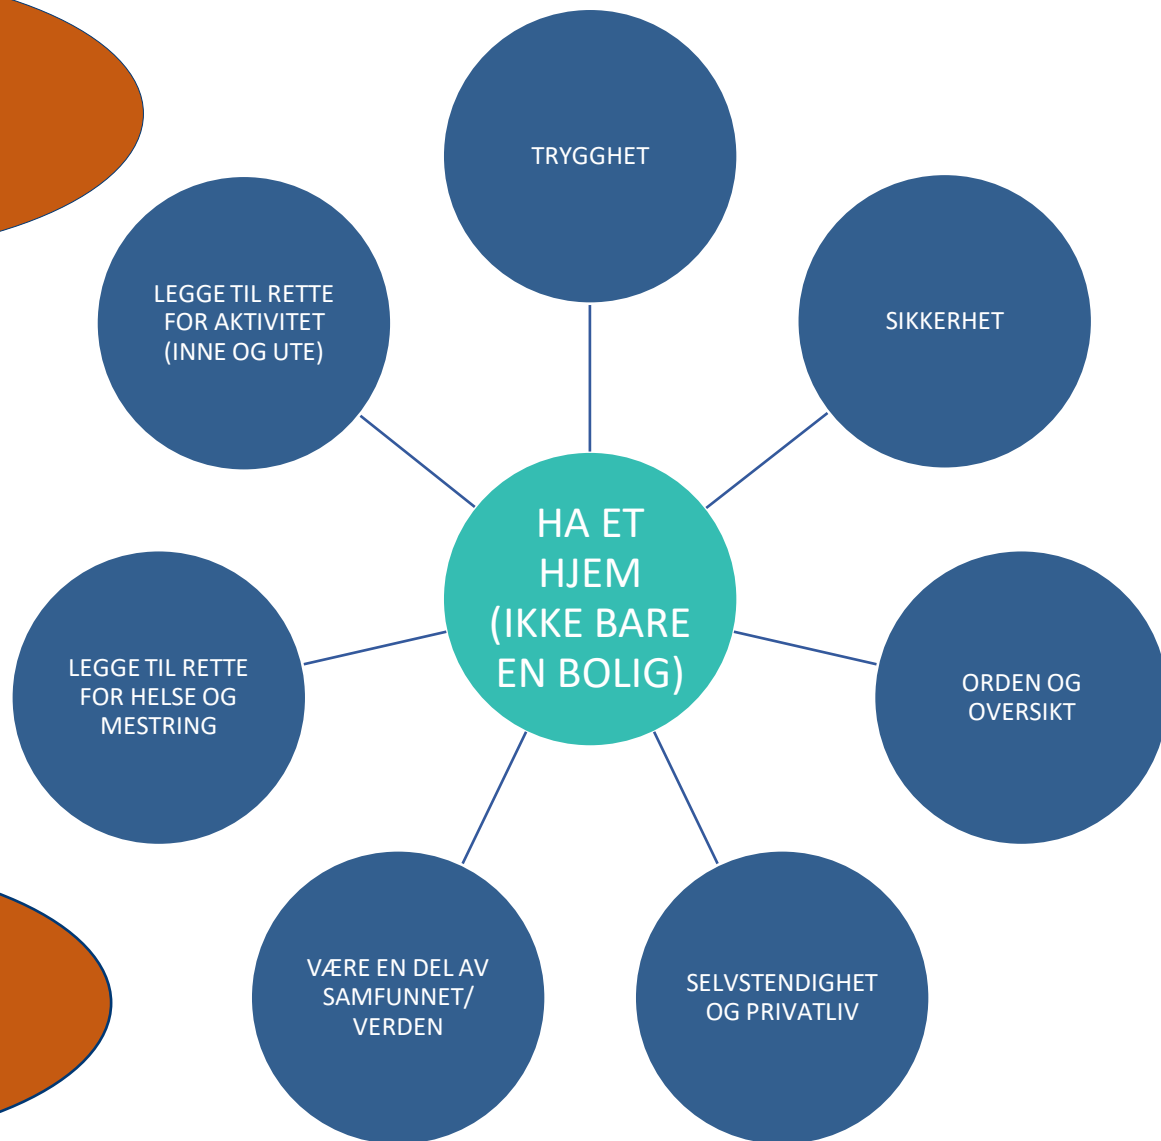 TRYGGHET
SIKKERHET
ORDEN OG
OVERSIKT
SELVSTENDIGHET
OG PRIVATLIV
VÆRE EN DEL AV
SAMFUNNET/
VERDEN
LEGGE TIL RETTE
FOR HELSE OG
MESTRING
LEGGE TIL RETTE
FOR AKTIVITET
(INNE OG UTE)
HA ET
HJEM
(IKKE BARE
EN BOLIG)